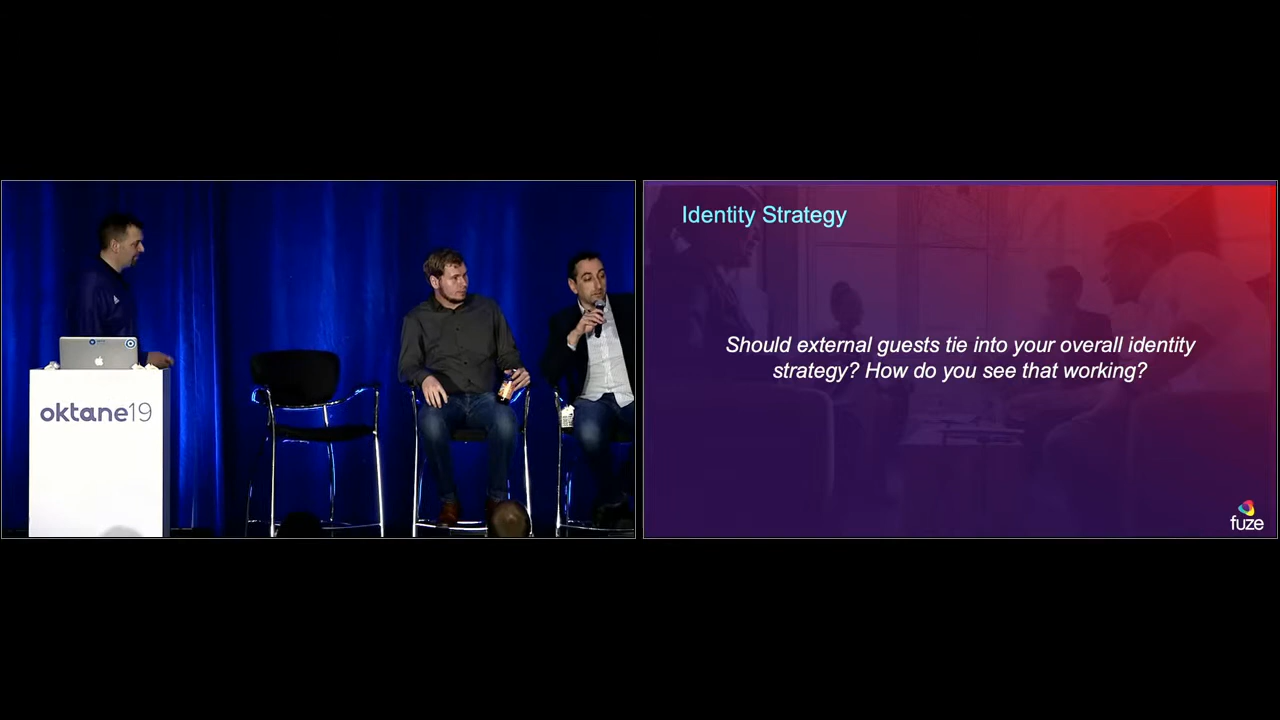 oktane19
Identity Strategy
Should external guests tie into your overall identity
strategy? How do you see that working?
fuze